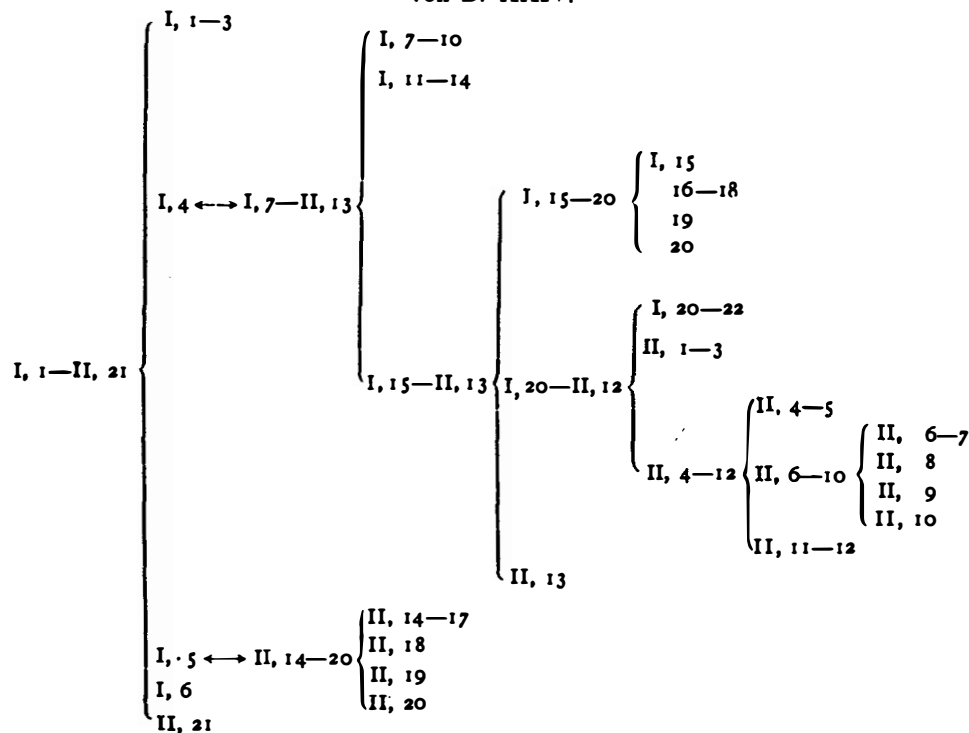 I, 1—3
I, 7—10
I, 11—14
I, 15
I, 4 ←→ I, 7—II, 13
I, 15—20
16—18
19
20
I, 20—22
II, 1—3
I, 1—II, 21
I, 15—II, 13
I, 20—II, 12
II, 4—5
II, 6—7
II, 8
II, 4—12
II, 6—10
II, 9
II, 10
II, 11—12
II, 13
II, 14—17
II, 18
I, 5 ←→ II, 14—20
II, 19
I, 6
II, 20
II, 21